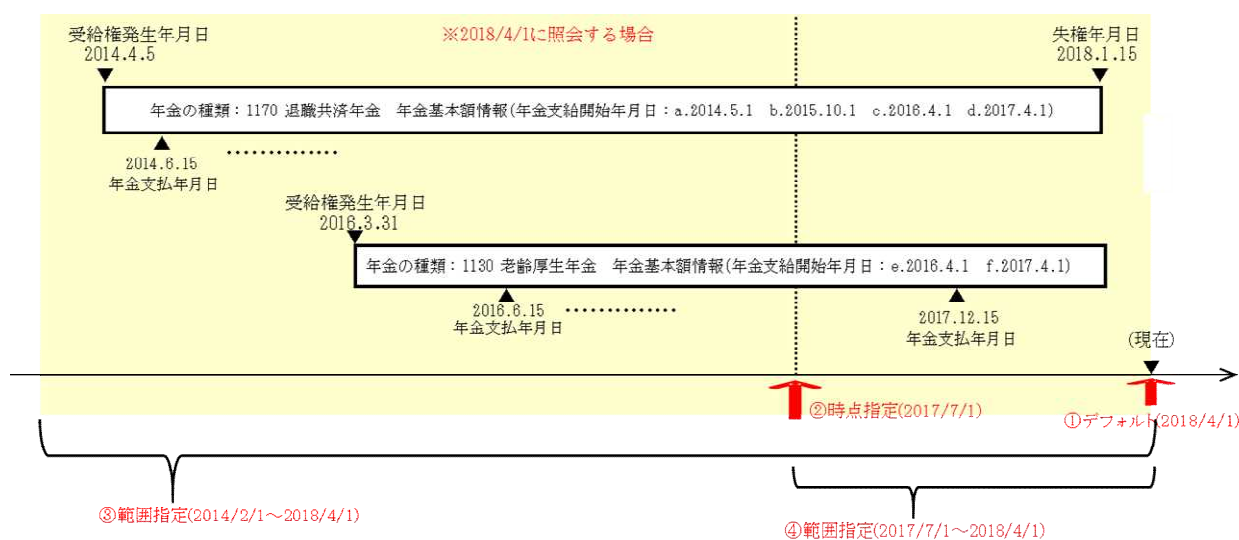 受給権発生年月日
2014.4.5
※2018/4/1に照会する場合
失権年月日
2018.1.15
年金の種類：1170 退職共済年金　年金基本額情報(年金支給開始年月日：a.2014.5.1　b.2015.10.1　c.2016.4.1　d.2017.4.1)
2014.6.15
年金支払年月日
受給権発生年月日
2016.3.31
年金の種類：1130 老齢厚生年金　年金基本額情報(年金支給開始年月日：e.2016.4.1　f.2017.4.1)
2016.6.15
年金支払年月日
2017.12.15
年金支払年月日
(現在)
②時点指定(2017/7/1)
①デフォルト(2018/4/1)
③範囲指定(2014/2/1～2018/4/1)
④範囲指定(2017/7/1～2018/4/1)